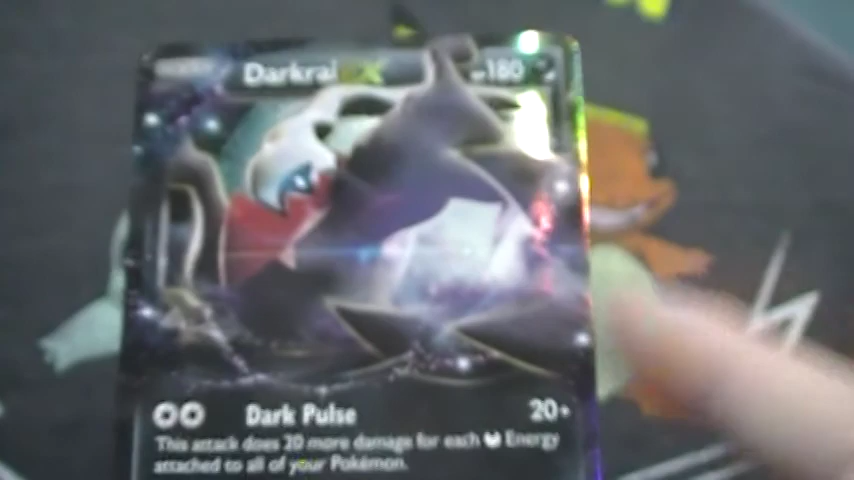 Darkrai EX 180
Dark Pulse 20+
This attack does 20 more damage for each Energy
attached to all of your Pokémon.